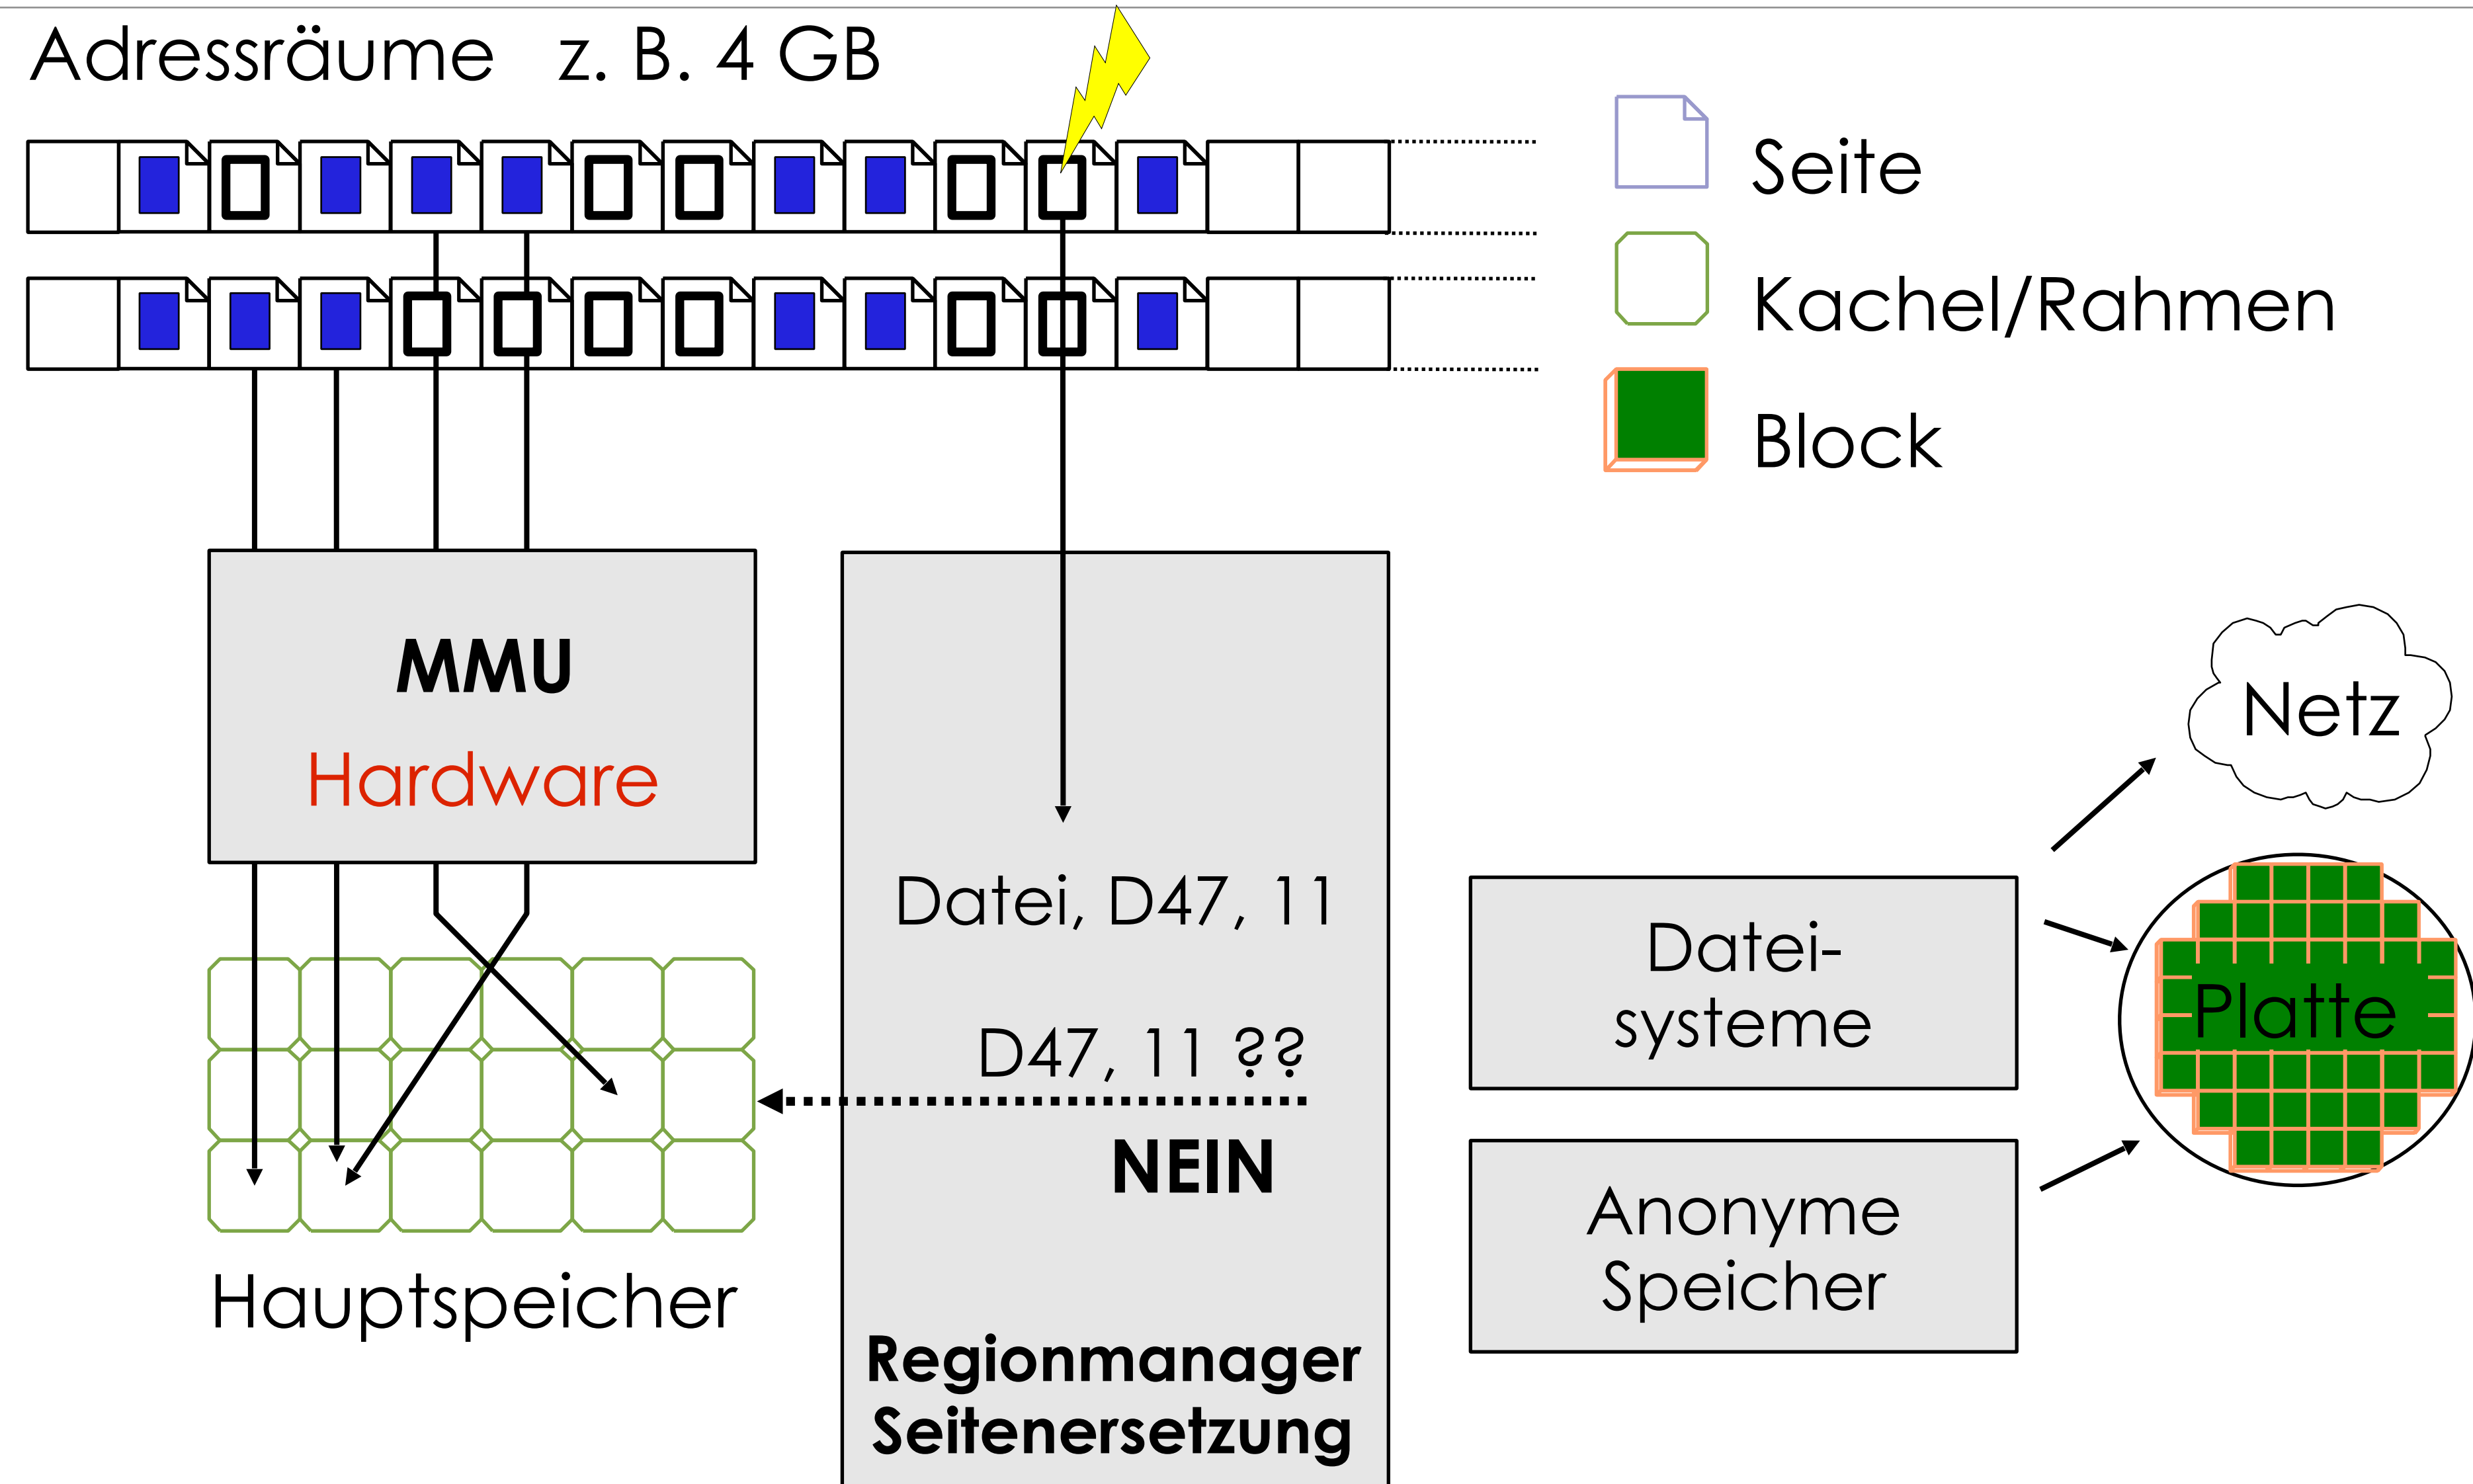 Adressräume z. B. 4 GB
Seite
Kachel/Rahmen
Block
MMU
Hardware
Netz
Datei, D47, 11
Datei-
systeme
Platte
D47, 11 ??
NEIN
Anonyme
Speicher
Hauptspeicher
Regionmanager
Seitenersetzung